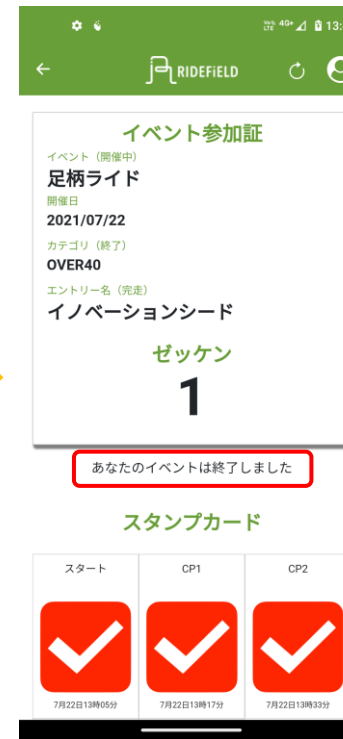 4G+ 13:
RIDEFIELD
イベント参加証
イベント（開催中）
足柄ライド
開催日
2021/07/22
カテゴリ（終了）
OVER40
エントリー名（完走）
イノベーションシード
ゼッケン
1
あなたのイベントは終了しました
スタンプカード
スタート CP1 CP2
7月22日13時05分 7月22日13時17分 7月22日13時33分